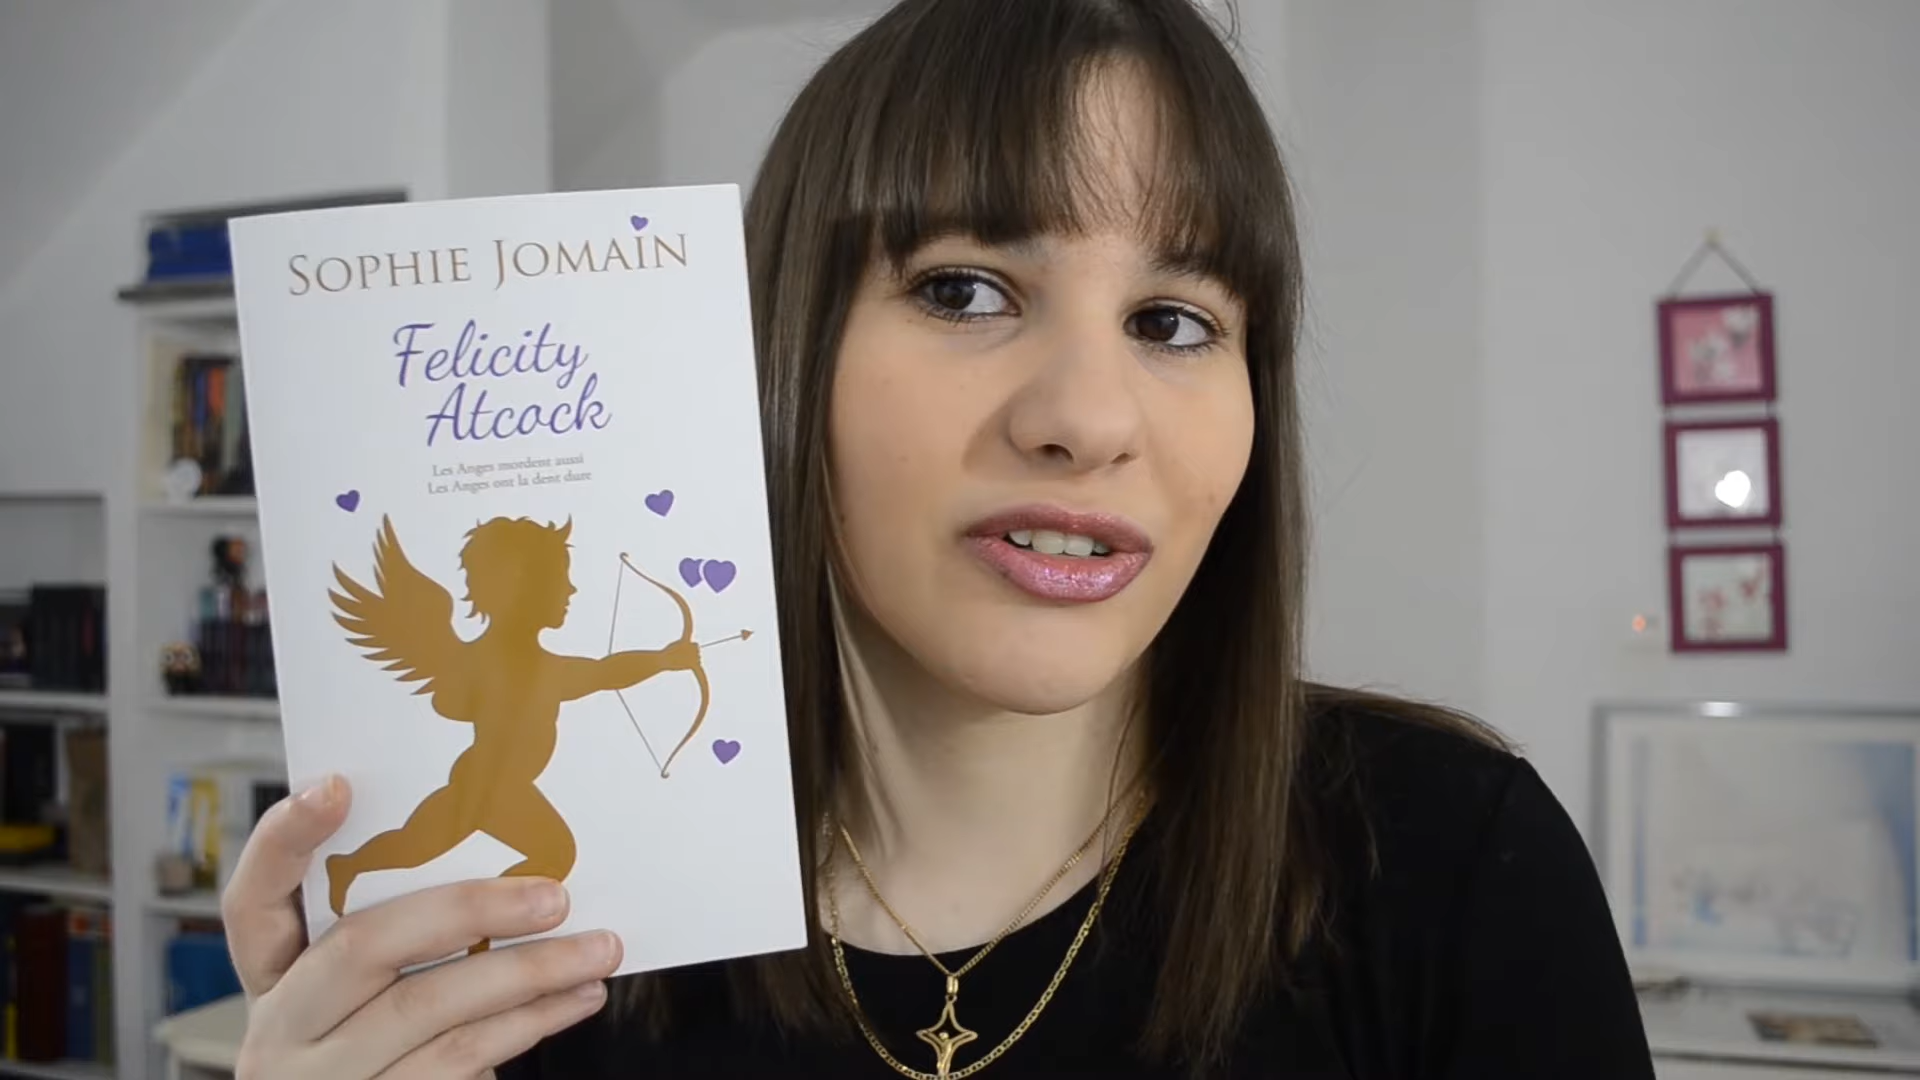 SOPHIE JOMAIN
Felicity
Atcock
Les Anges mordent aussi
Les Anges ont la dent dure